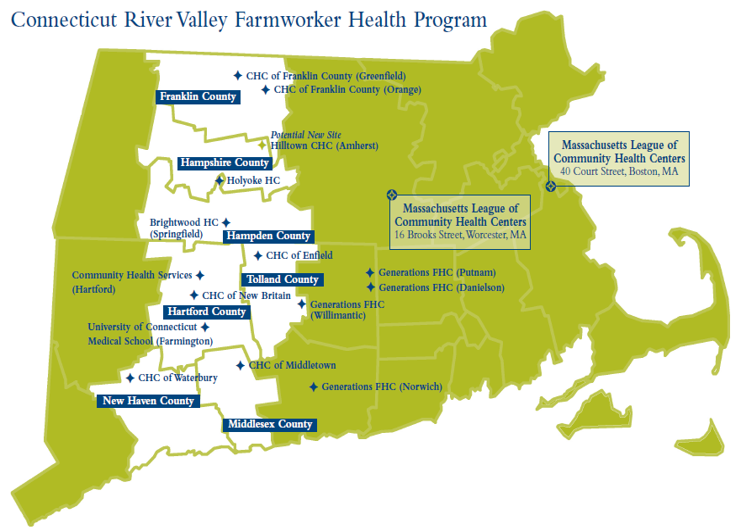 Connecticut River Valley Farmworker Health Program
CHC of Franklin County (Greenfield)
CHC of Franklin County (Orange)
Franklin County
Potential New Site
Hilltown CHC (Amherst)
Massachusetts League of
Community Health Centers
40 Court Street, Boston, MA
Hampshire County
Holyoke HC
Massachusetts League of
Community Health Centers
16 Brooks Street, Worcester, MA
Brightwood HC
(Springfield)
Hampden County
CHC of Enfield
Community Health Services
(Hartford)
Tolland County
Generations FHC (Putnam)
Generations FHC (Danielson)
CHC of New Britain
Generations FHC
(Willimantic)
Hartford County
University of Connecticut
Medical School (Farmington)
CHC of Middletown
CHC of Waterbury
Generations FHC (Norwich)
New Haven County
Middlesex County